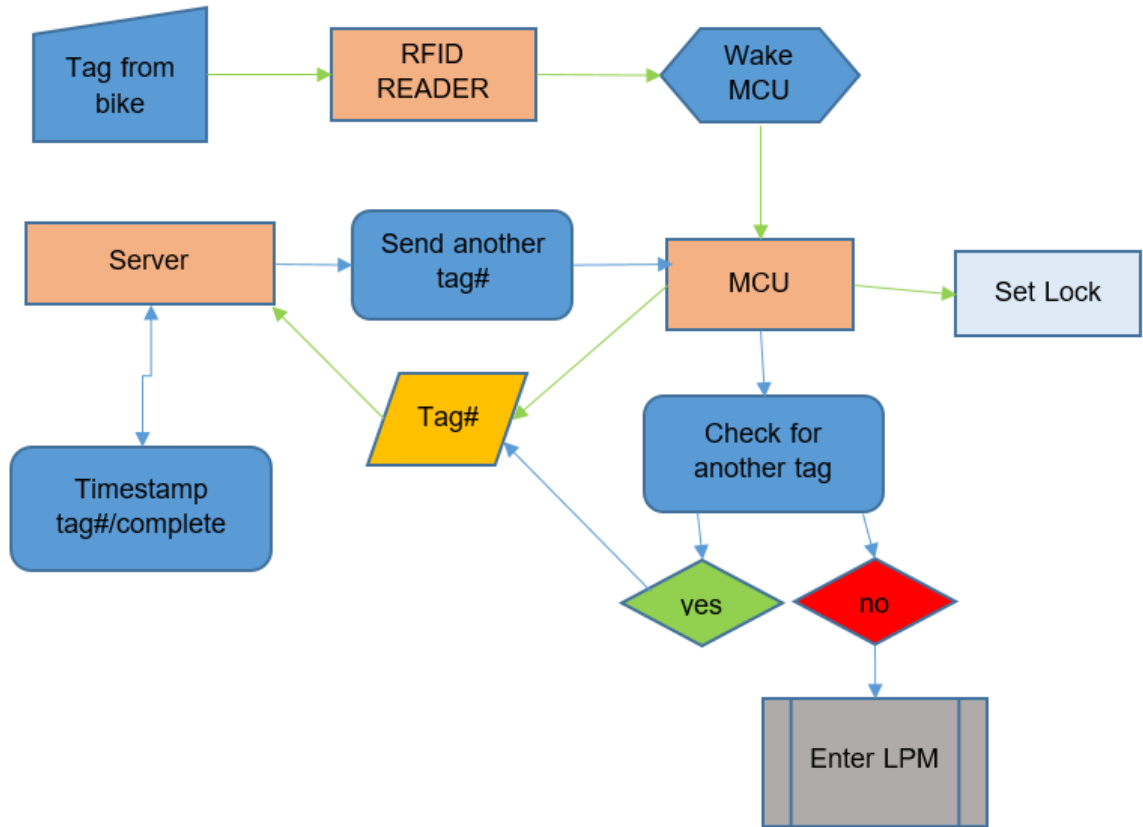 Tag from
bike
RFID
READER
Wake
MCU
Server
Send another
tag#
MCU
Set Lock
Tag#
Check for
another tag
Timestamp
tag#/complete
yes
no
Enter LPM